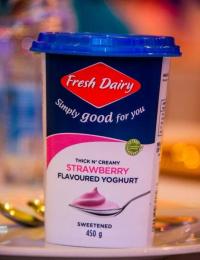 Fresh Dairy
Simply good for you
THICK N' CREAMY
STRAWBERRY
FLAVOURED YOGHURT
SWEETENED
450 g